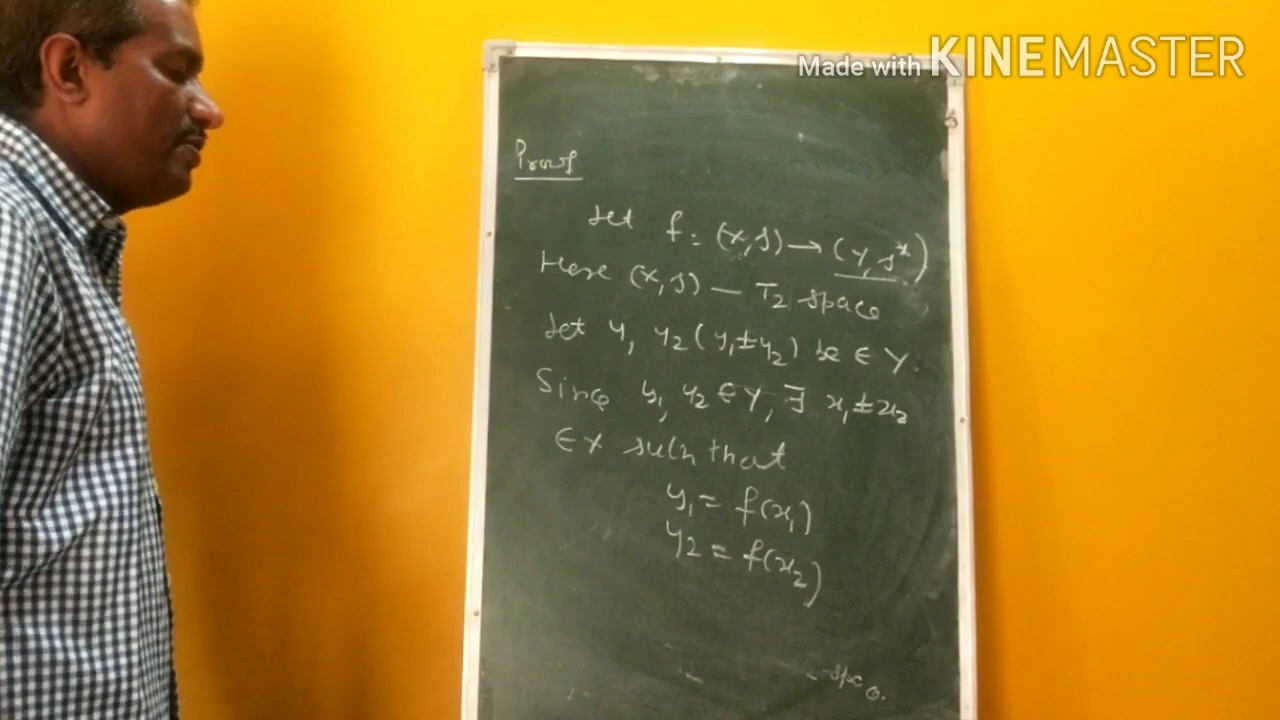 Made with KINEMASTER
Proof
Let f : (X, J) → (Y, J*)
Here (X, J) — T2 space
Let y1, y2 (y1 ≠ y2) be ∈ Y.
Since y1, y2 ∈ Y, ∃ x1 ≠ x2
∈ X such that
y1 = f(x1)
y2 = f(x2)